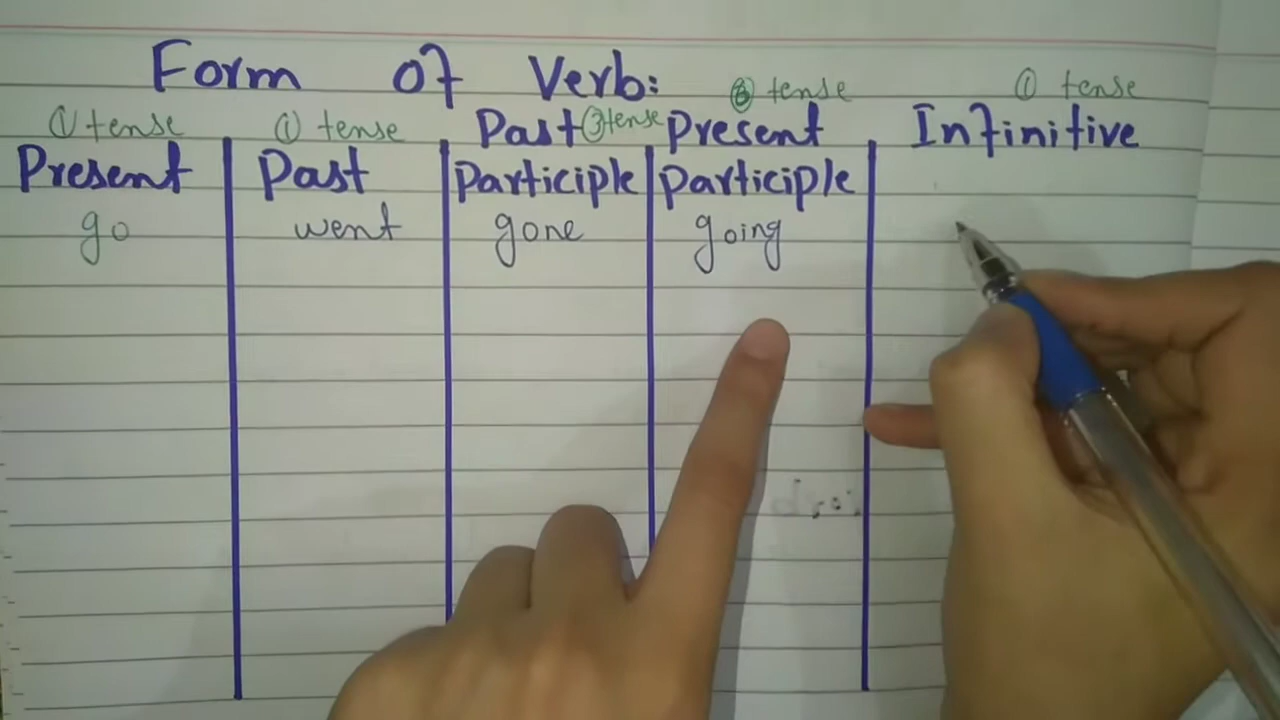 Form of Verb:
① tense ① tense Past ③ tense Present tense ① tense Infinitive
Present Past Participle Participle
go went gone going